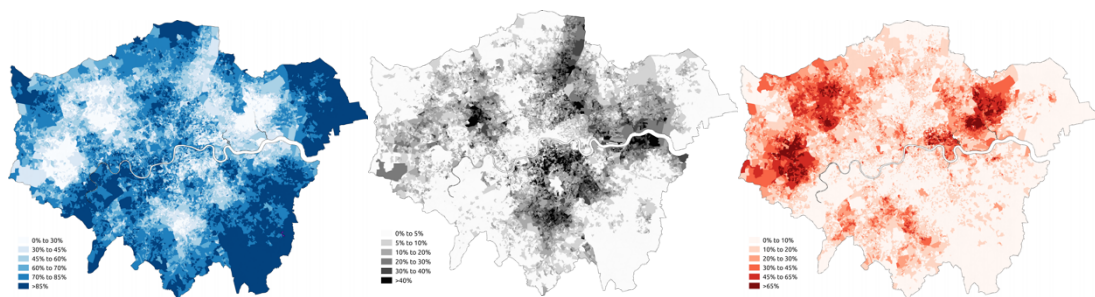 0% to 30%
30% to 45%
45% to 60%
60% to 70%
70% to 85%
>85%
0% to 5%
5% to 10%
10% to 20%
20% to 30%
30% to 40%
>40%
0% to 10%
10% to 20%
20% to 30%
30% to 45%
45% to 65%
>65%